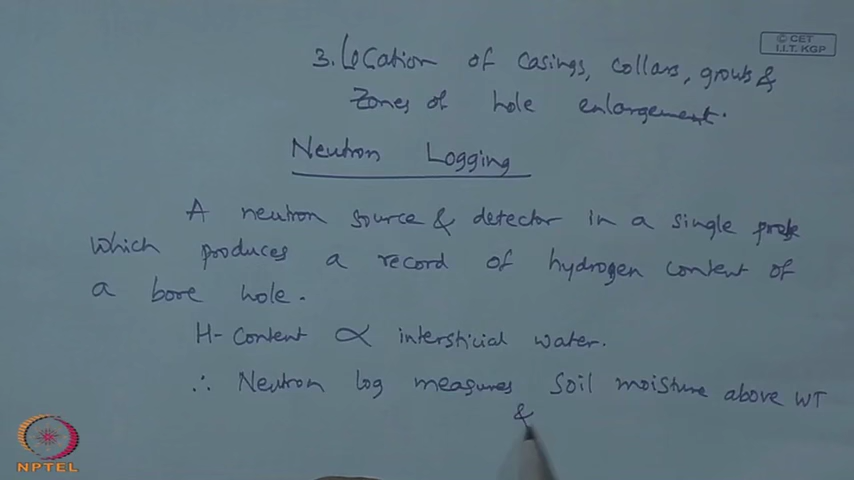 © CET
I.I.T. KGP
3. Location of casings, collars, grouts &
Zones of hole enlargement.
Neutron Logging
A neutron source & detector in a single probe
which produces a record of hydrogen content of
a bore hole.
H- Content ∝ intersticial water.
∴ Neutron log measures soil moisture above WT
&
NPTEL